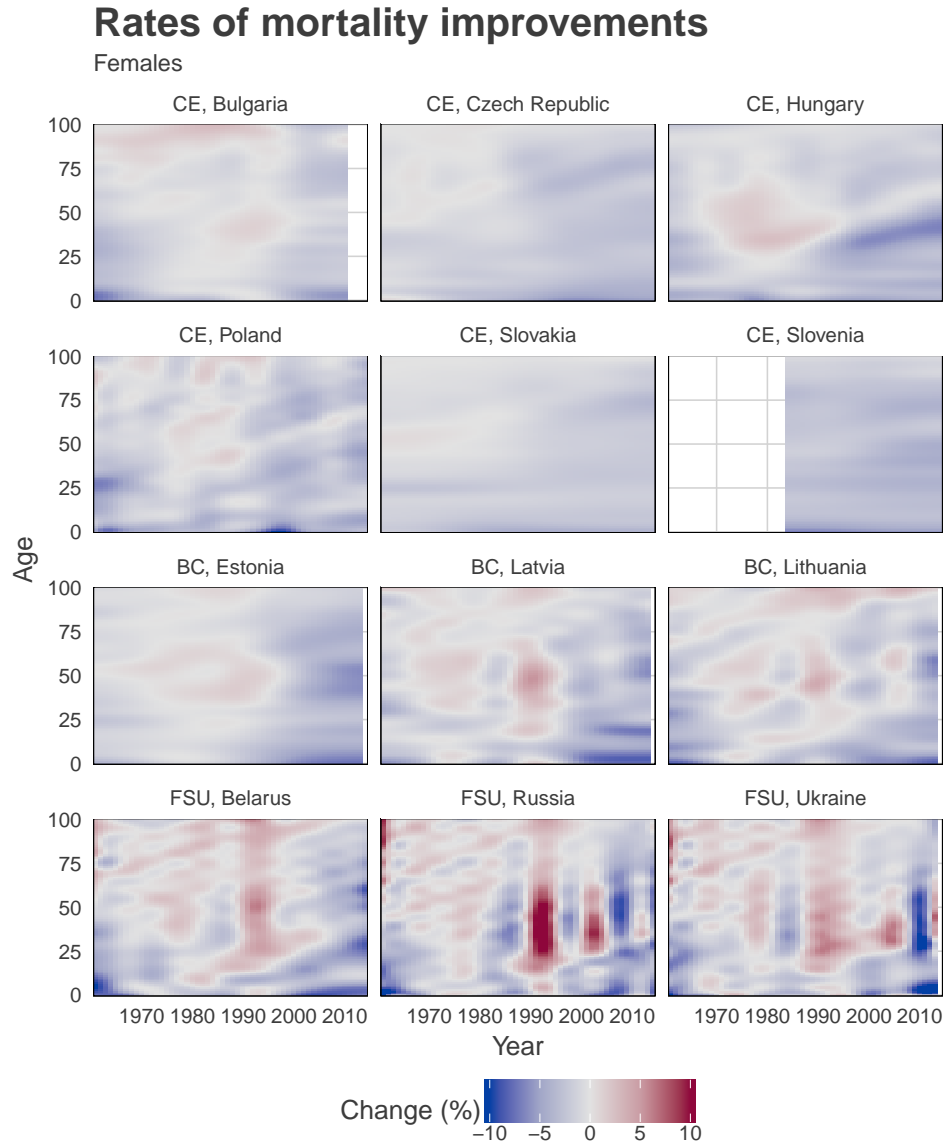 Rates of mortality improvements
Females
CE, Bulgaria CE, Czech Republic CE, Hungary
100
75
50
25
0
CE, Poland CE, Slovakia CE, Slovenia
100
75
50
25
0
Age
BC, Estonia BC, Latvia BC, Lithuania
100
75
50
25
0
FSU, Belarus FSU, Russia FSU, Ukraine
100
75
50
25
0
1970 1980 1990 2000 2010 1970 1980 1990 2000 2010 1970 1980 1990 2000 2010
Year
Change (%)
−10 −5 0 5 10